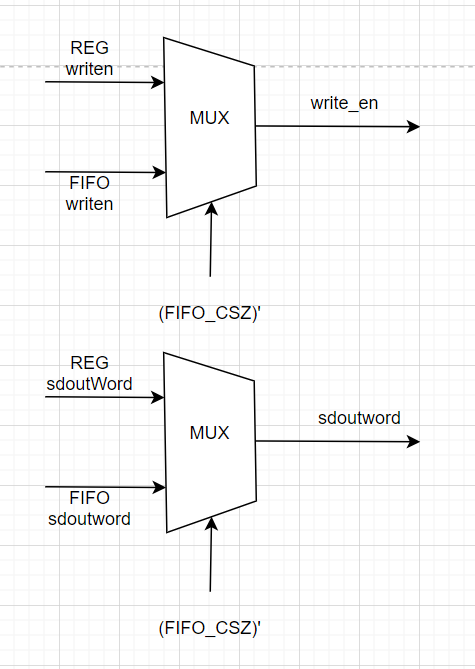 REG
writen
MUX
write_en
FIFO
writen
(FIFO_CSZ)'
REG
sdoutWord
MUX
sdoutword
FIFO
sdoutword
(FIFO_CSZ)'